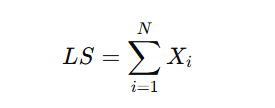 LS = \sum_{i=1}^{N} X_i